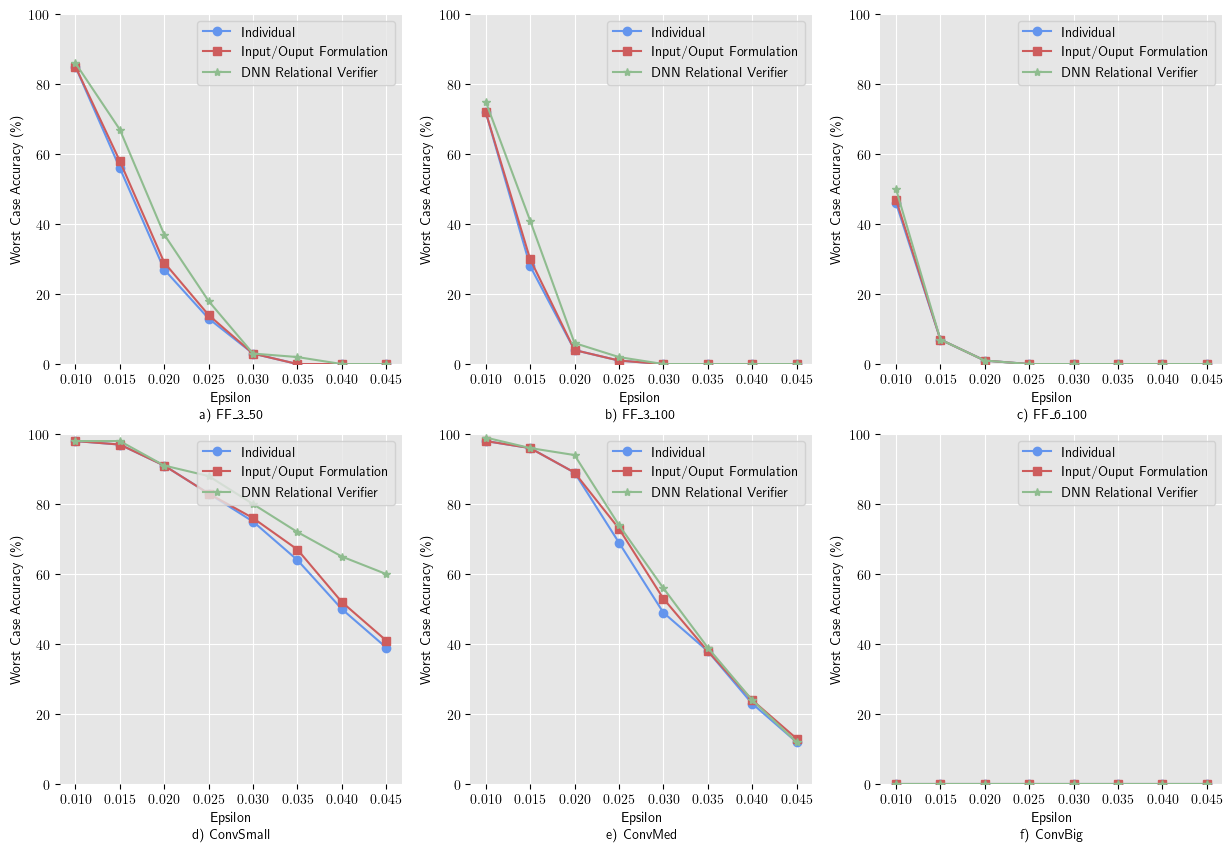 100
80
60
40
20
0
Worst Case Accuracy (%)
Individual
Input/Ouput Formulation
DNN Relational Verifier
0.010 0.015 0.020 0.025 0.030 0.035 0.040 0.045
Epsilon
a) FF_3_50
100
80
60
40
20
0
Worst Case Accuracy (%)
Individual
Input/Ouput Formulation
DNN Relational Verifier
0.010 0.015 0.020 0.025 0.030 0.035 0.040 0.045
Epsilon
b) FF_3_100
100
80
60
40
20
0
Worst Case Accuracy (%)
Individual
Input/Ouput Formulation
DNN Relational Verifier
0.010 0.015 0.020 0.025 0.030 0.035 0.040 0.045
Epsilon
c) FF_6_100
100
80
60
40
20
0
Worst Case Accuracy (%)
Individual
Input/Ouput Formulation
DNN Relational Verifier
0.010 0.015 0.020 0.025 0.030 0.035 0.040 0.045
Epsilon
d) ConvSmall
100
80
60
40
20
0
Worst Case Accuracy (%)
Individual
Input/Ouput Formulation
DNN Relational Verifier
0.010 0.015 0.020 0.025 0.030 0.035 0.040 0.045
Epsilon
e) ConvMed
100
80
60
40
20
0
Worst Case Accuracy (%)
Individual
Input/Ouput Formulation
DNN Relational Verifier
0.010 0.015 0.020 0.025 0.030 0.035 0.040 0.045
Epsilon
f) ConvBig